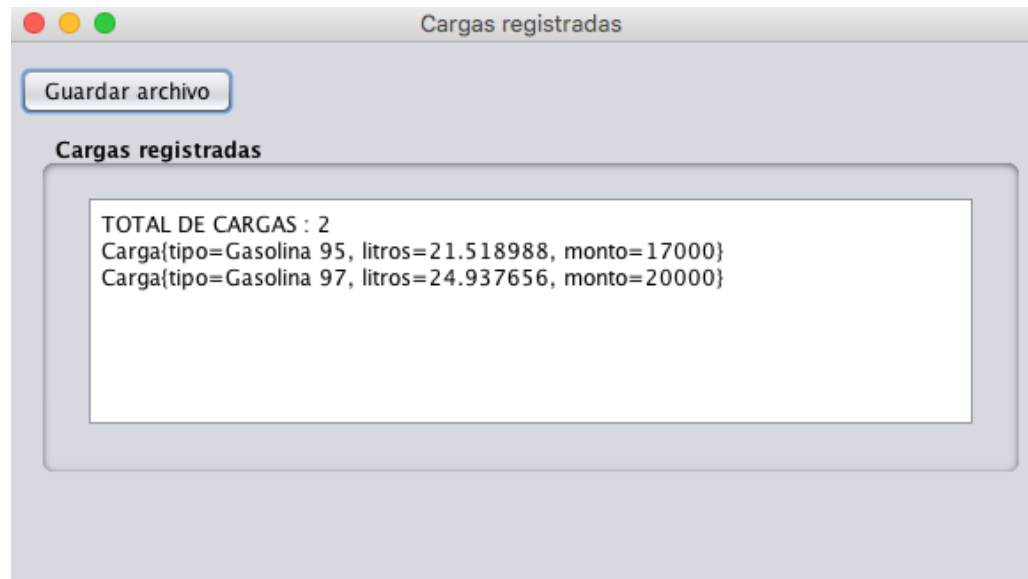 Cargas registradas
Guardar archivo
Cargas registradas
TOTAL DE CARGAS : 2
Carga{tipo=Gasolina 95, litros=21.518988, monto=17000}
Carga{tipo=Gasolina 97, litros=24.937656, monto=20000}